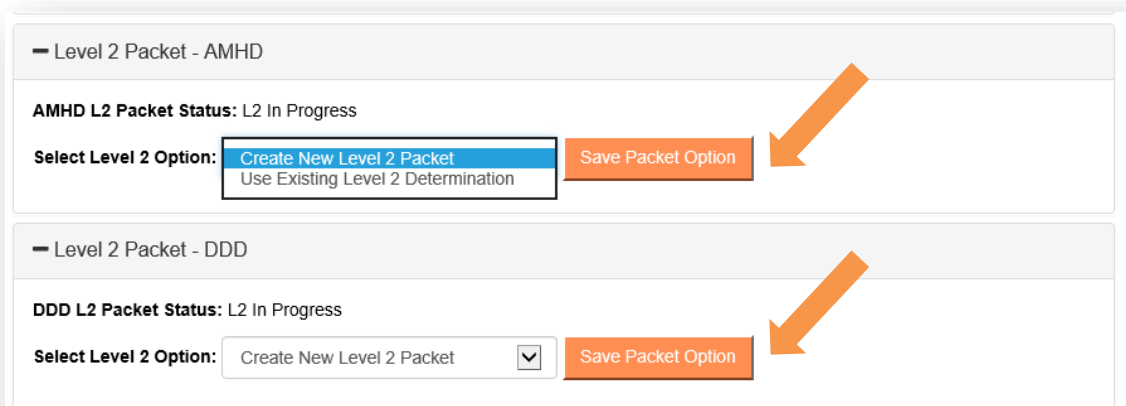 Level 2 Packet - AMHD
AMHD L2 Packet Status: L2 In Progress
Select Level 2 Option: Create New Level 2 Packet Save Packet Option
Use Existing Level 2 Determination
Level 2 Packet - DDD
DDD L2 Packet Status: L2 In Progress
Select Level 2 Option: Create New Level 2 Packet Save Packet Option